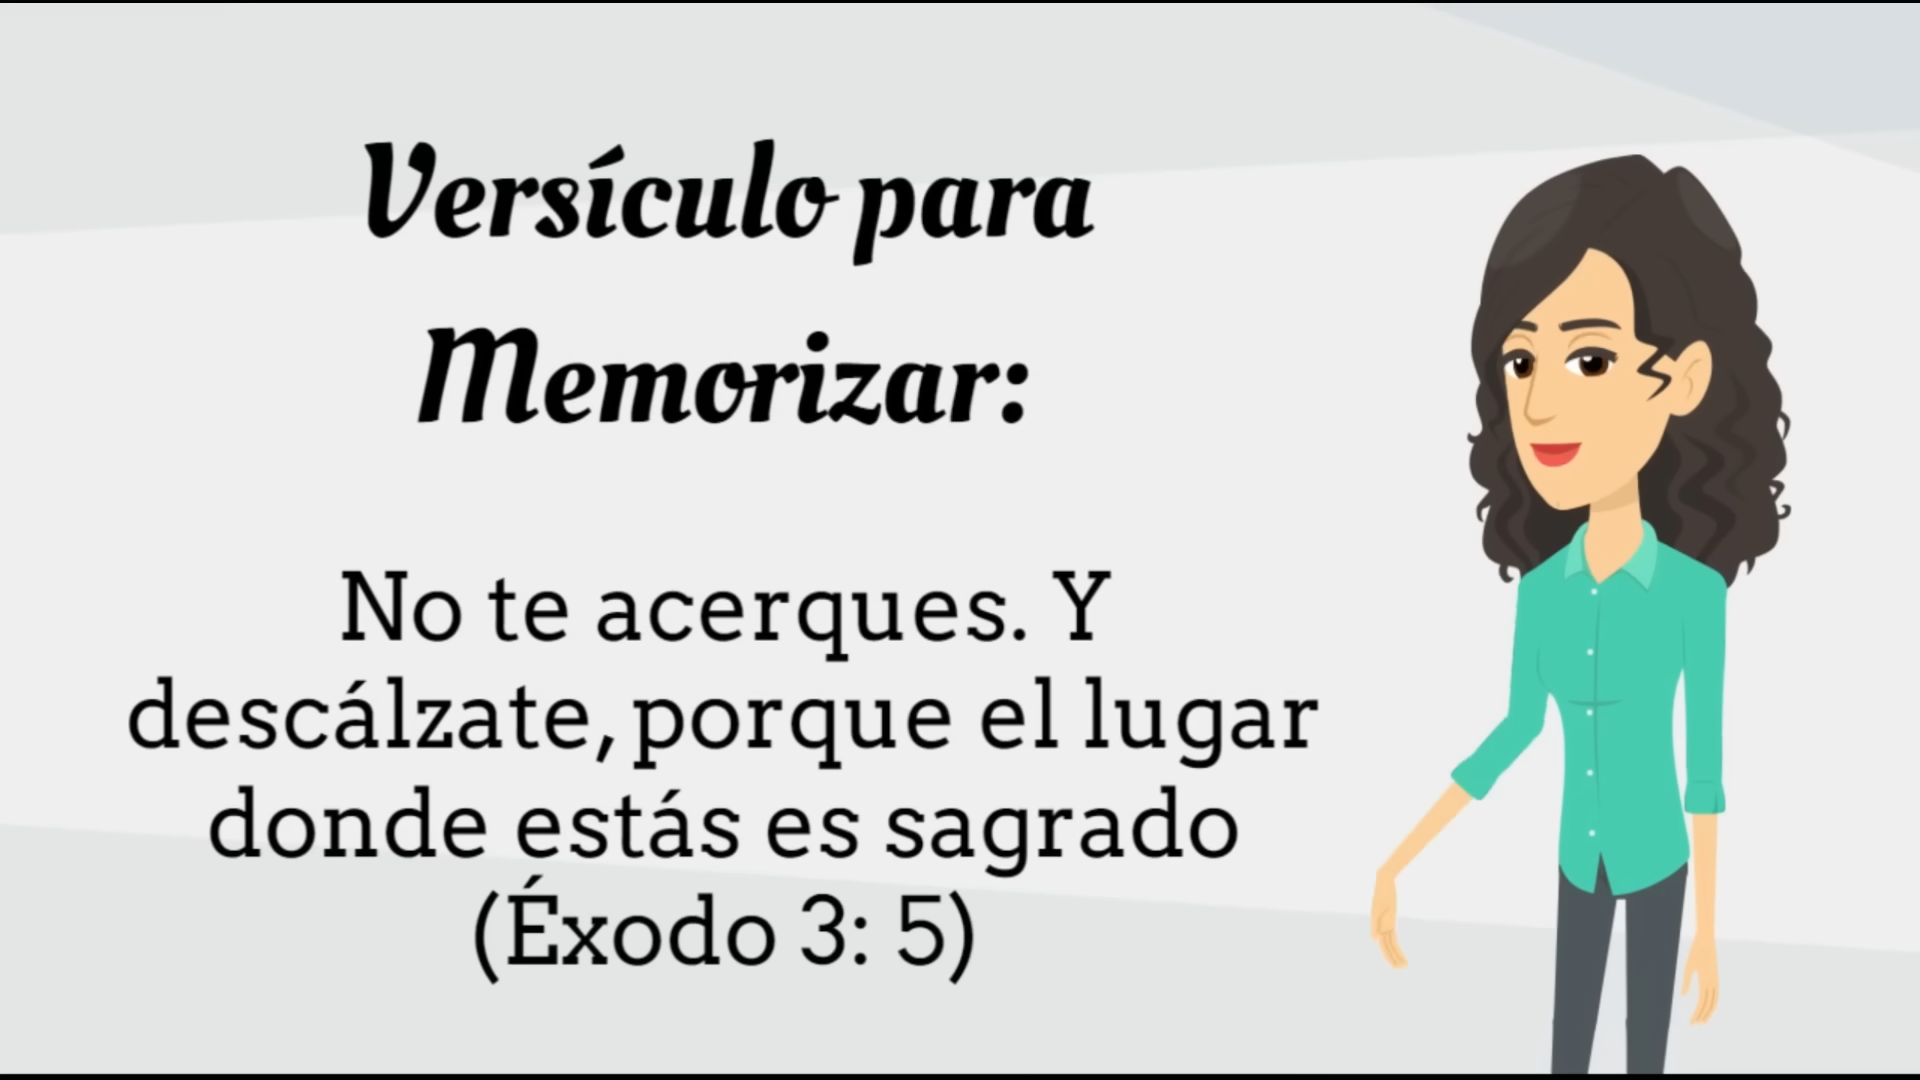 Versículo para
Memorizar:
No te acerques. Y
descálzate, porque el lugar
donde estás es sagrado
(Éxodo 3: 5)